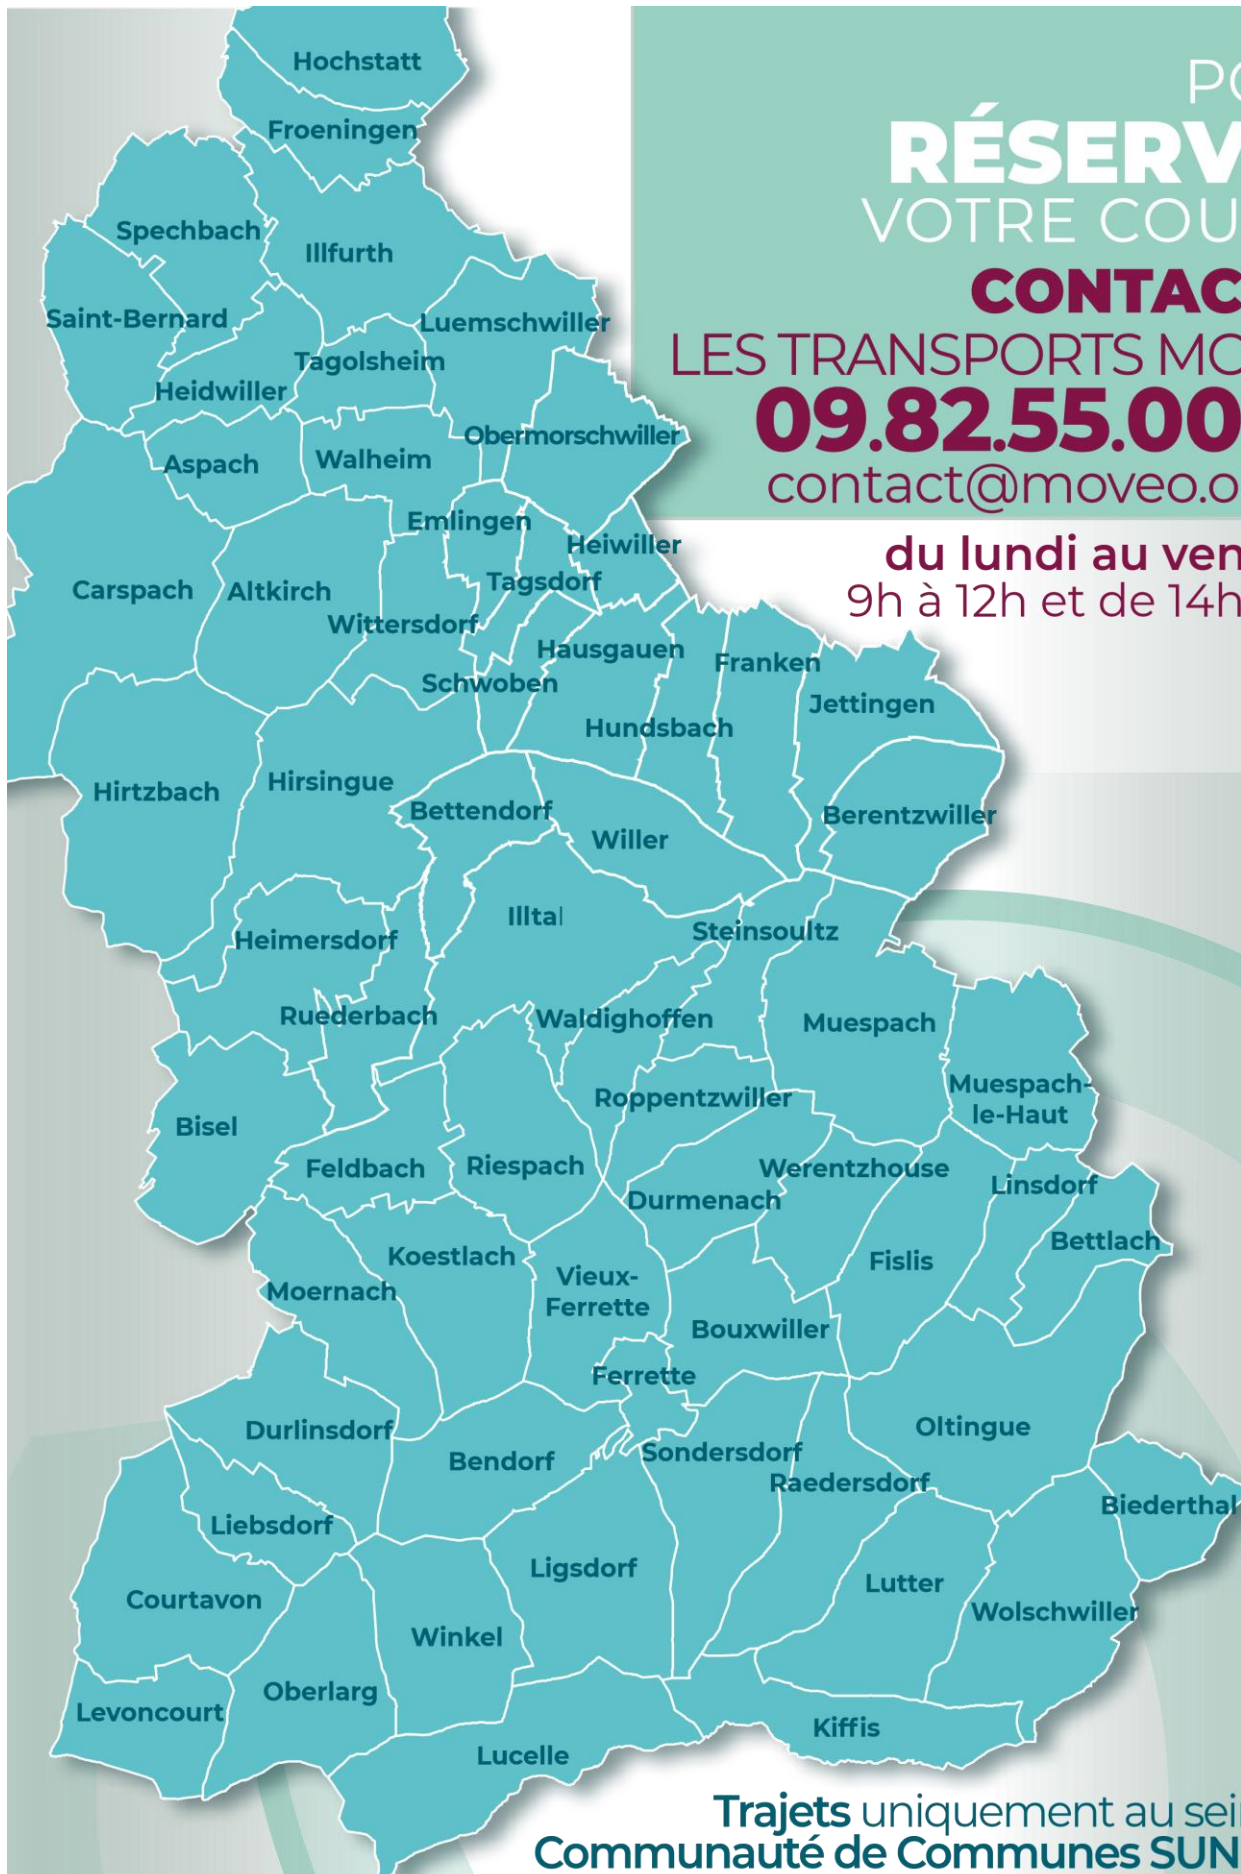 Hochstatt
Froeningen
Spechbach
Illfurth
Saint-Bernard
Luemschwiller
Tagolsheim
Heidwiller
Obermorschwiller
Aspach
Walheim
Emlingen
Heiwiller
Carspach
Altkirch
Tagsdorf
Wittersdorf
Hausgauen
Franken
Schwoben
Jettingen
Hundsbach
Hirtzbach
Hirsingue
Bettendorf
Berentzwiller
Willer
Illtal
Steinsoultz
Heimersdorf
Ruederbach
Waldighoffen
Muespach
Muespach-
le-Haut
Roppentzwiller
Bisel
Feldbach
Riespach
Werentzhouse
Linsdorf
Durmenach
Bettlach
Koestlach
Fislis
Vieux-
Ferrette
Moernach
Bouxwiller
Ferrette
Durlinsdorf
Oltingue
Bendorf
Sondersdorf
Raedersdorf
Biederthal
Liebsdorf
Ligsdorf
Lutter
Courtavon
Wolschwiller
Winkel
Oberlarg
Levoncourt
Kiffis
Lucelle
PO
RÉSERV
VOTRE COU
CONTAC
LES TRANSPORTS MO
09.82.55.00
contact@moveo.o
du lundi au ven
9h à 12h et de 14h
Trajets uniquement au sei
Communauté de Communes SUN